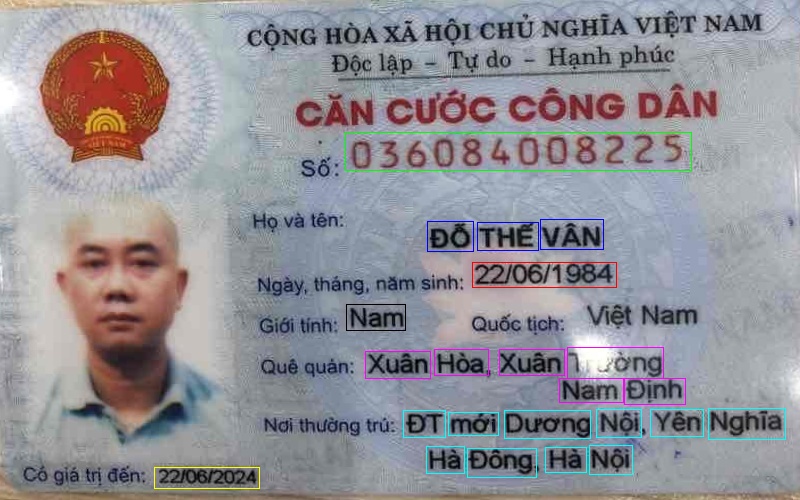 CỘNG HÒA XÃ HỘI CHỦ NGHĨA VIỆT NAM
Độc lập - Tự do - Hạnh phúc
CĂN CƯỚC CÔNG DÂN
Số: 036084008225
Họ và tên:
ĐỖ THẾ VÂN
Ngày, tháng, năm sinh: 22/06/1984
Giới tính: Nam Quốc tịch: Việt Nam
Quê quán: Xuân Hòa, Xuân Trường
Nam Định
Nơi thường trú: ĐT mới Dương Nội, Yên Nghĩa
Hà Đông, Hà Nội
Có giá trị đến: 22/06/2024